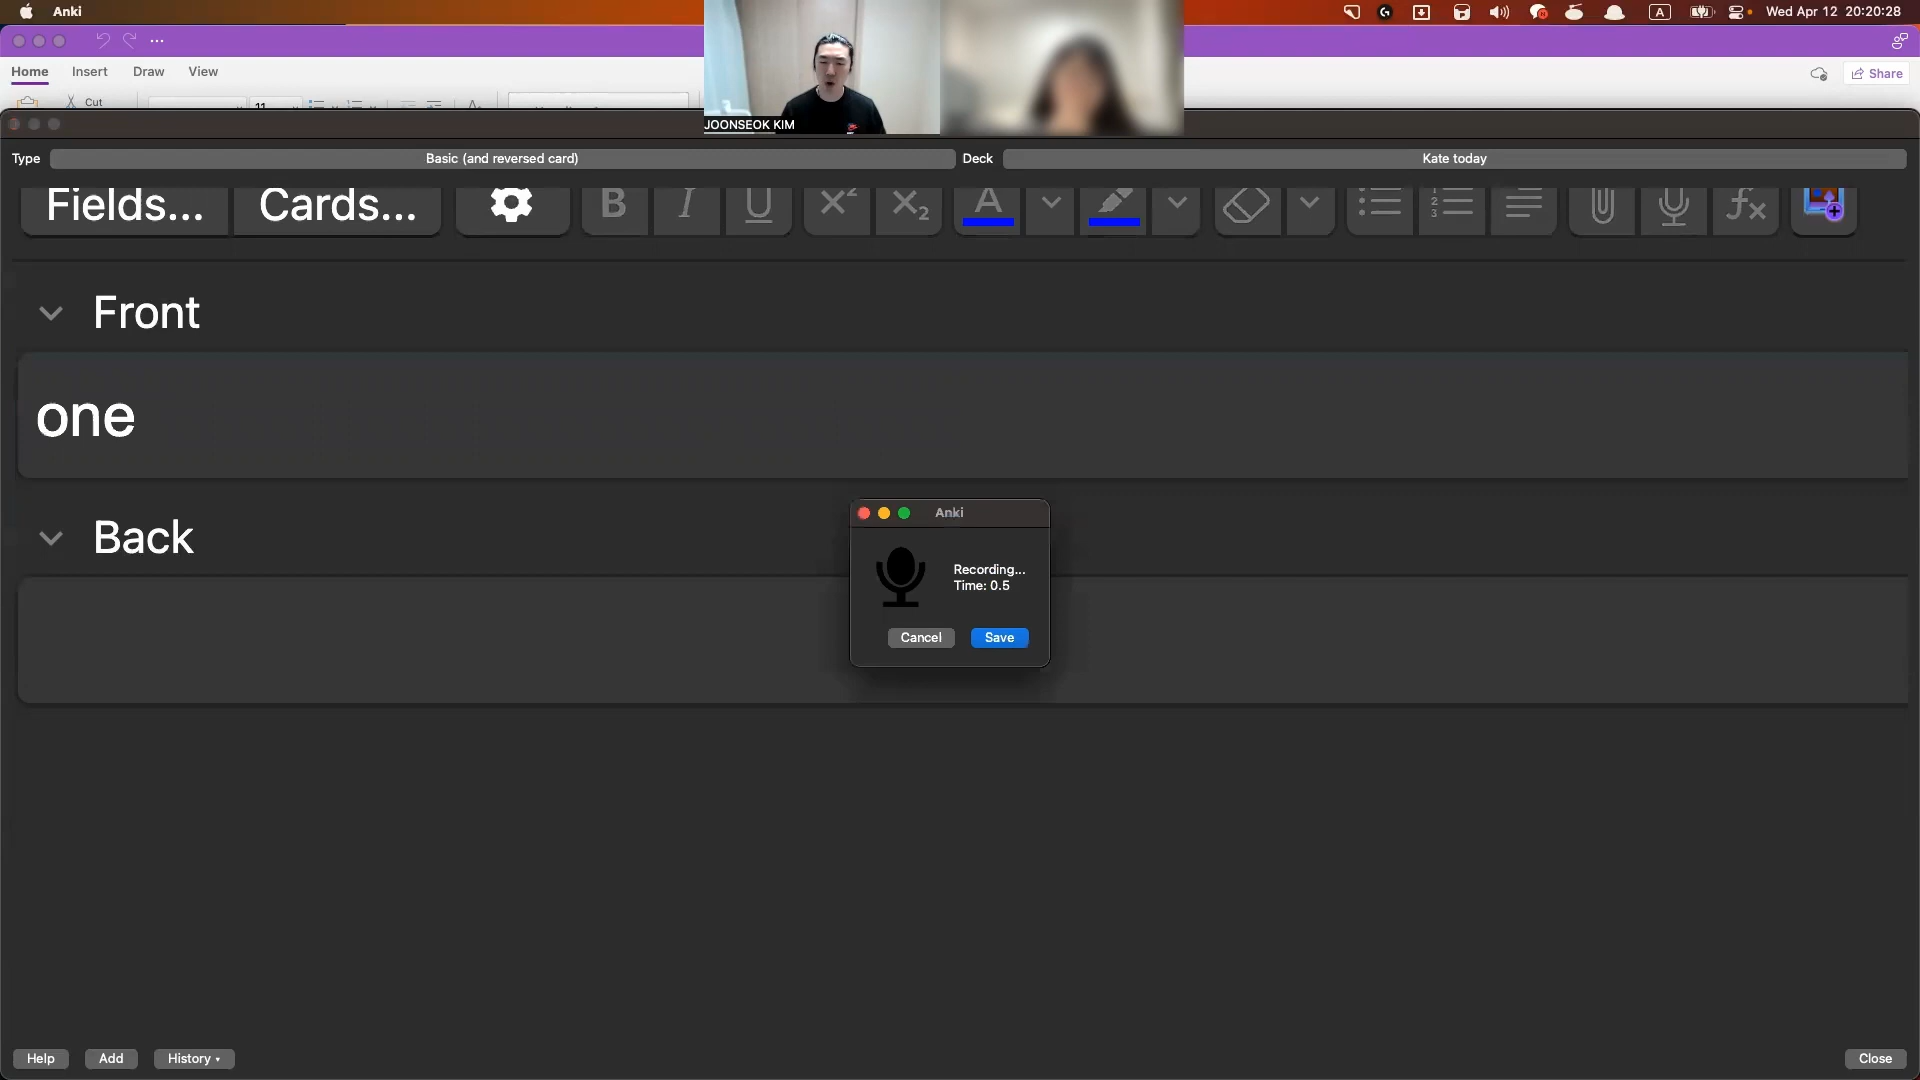 Anki
Wed Apr 12 20:20:28
Home Insert Draw View
Share
Cut
11
JOONSEOK KIM
Type Basic (and reversed card) Deck Kate today
Fields... Cards...
Front
one
Back
Anki
Recording...
Time: 0.5
Cancel Save
Help Add History
Close